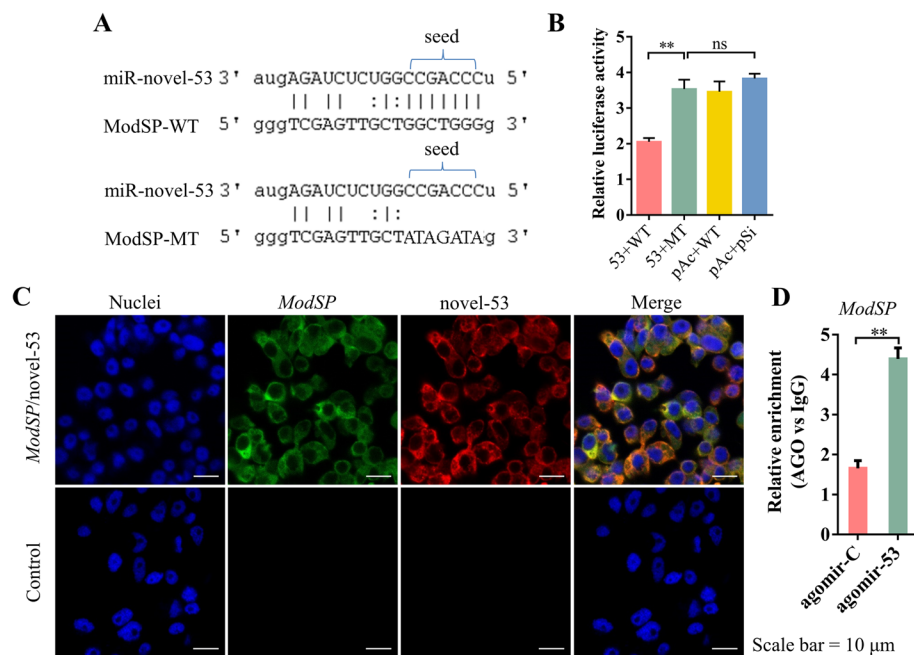 A
seed
miR-novel-53 3' augAGAUCUCUGGCCGACCCu 5'
|| || :|:|||||||
ModSP-WT 5' gggTCGAGTTGCTGGCTGGGg 3'
seed
miR-novel-53 3' augAGAUCUCUGGCCGACCCu 5'
|| || :|:
ModSP-MT 5' gggTCGAGTTGCTATAGATAg 3'
B
Relative luciferase activity
5
4
3
2
1
0
** ns
53+WT 53+MT pAc+WT pAc+pSi
C
Nuclei ModSP novel-53 Merge
ModSP/novel-53
Control
D
ModSP
Relative enrichment
(AGO vs IgG)
5
4
3
2
1
0
**
agomir-C agomir-53
Scale bar = 10 μm